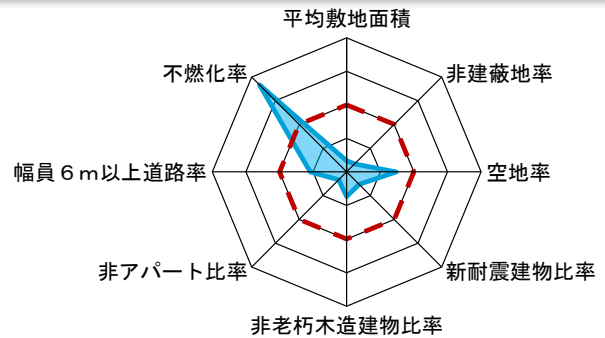 平均敷地面積
不燃化率
非建蔽地率
幅員６ｍ以上道路率
空地率
非アパート比率
新耐震建物比率
非老朽木造建物比率